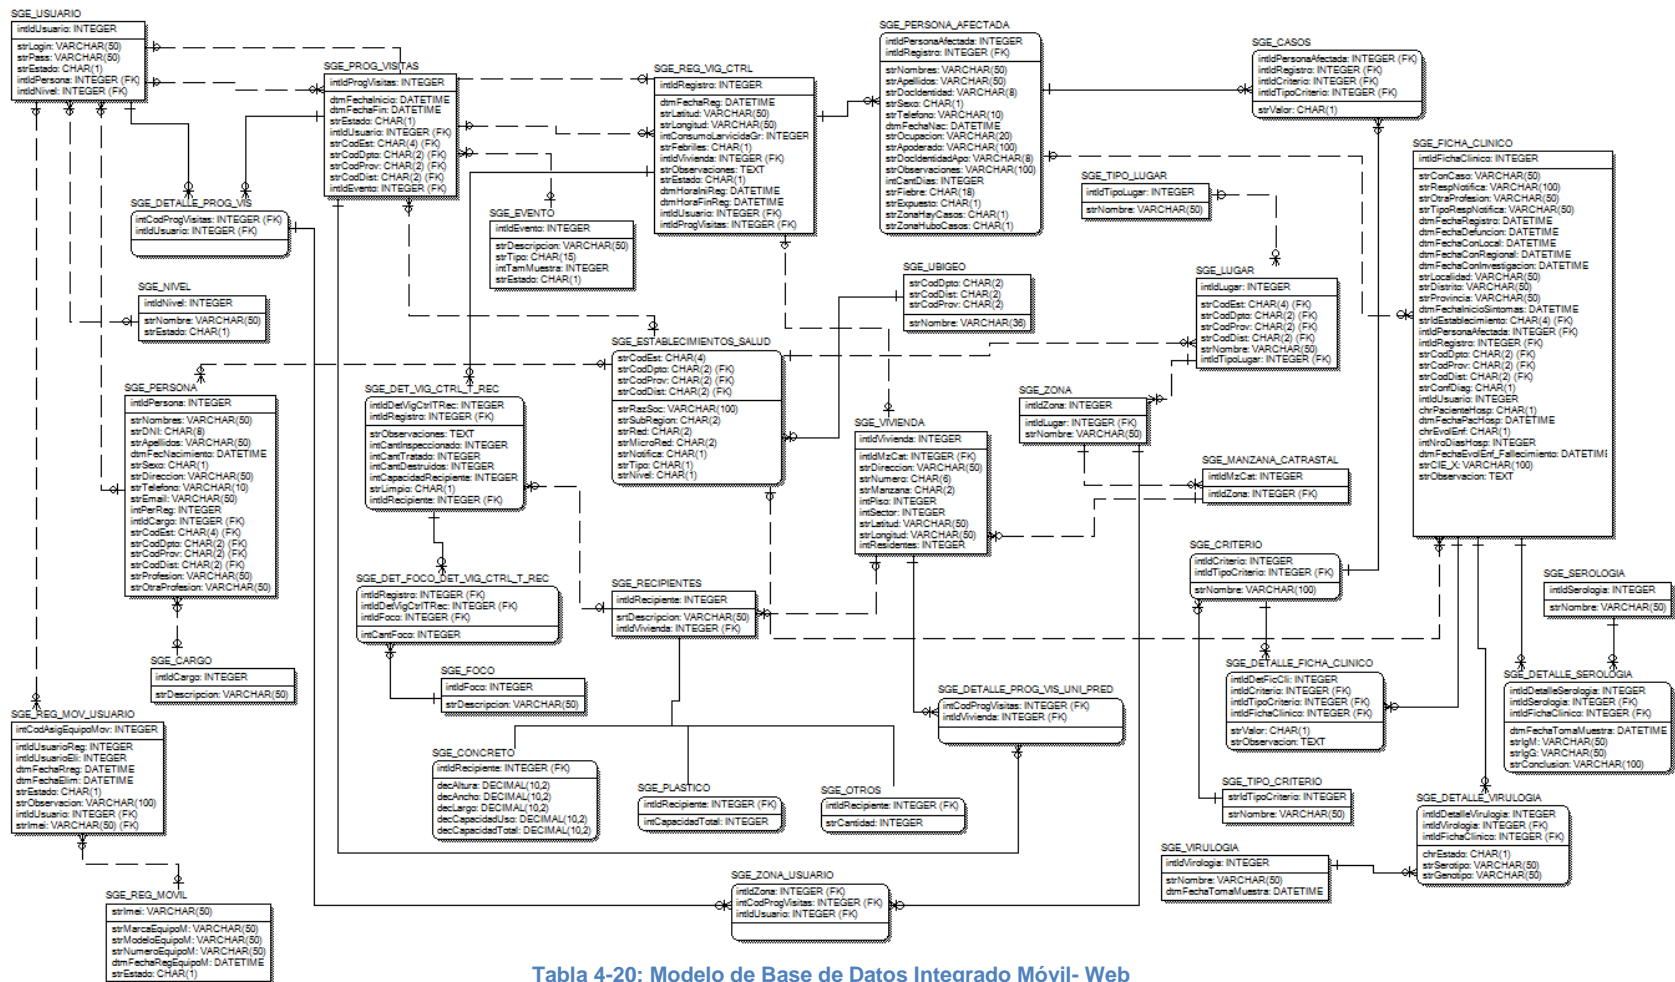 SGE_USUARIO
intIdUsuario: INTEGER
strLogin: VARCHAR(50)
strPass: VARCHAR(50)
strEstado: CHAR(1)
intIdPersona: INTEGER (FK)
intIdNivel: INTEGER (FK)
SGE_PROG_VISITAS
intIdProgVisitas: INTEGER
dtmFechaInicio: DATETIME
dtmFechaFin: DATETIME
strEstado: CHAR(1)
intIdUsuario: INTEGER (FK)
strCodEst: CHAR(4) (FK)
strCodDpto: CHAR(2) (FK)
strCodProv: CHAR(2) (FK)
strCodDist: CHAR(2) (FK)
intIdEvento: INTEGER (FK)
SGE_REG_VIG_CTRL
intIdRegistro: INTEGER
dtmFechaReg: DATETIME
strLatitud: VARCHAR(50)
strLongitud: VARCHAR(50)
intConsumoLarvicidaGr: INTEGER
strFebriles: CHAR(1)
intIdVivienda: INTEGER (FK)
strObservaciones: TEXT
strEstado: CHAR(1)
dtmHoraIniReg: DATETIME
dtmHoraFinReg: DATETIME
intIdUsuario: INTEGER (FK)
intIdProgVisitas: INTEGER (FK)
SGE_PERSONA_AFECTADA
intIdPersonaAfectada: INTEGER
intIdRegistro: INTEGER (FK)
strNombres: VARCHAR(50)
strApellidos: VARCHAR(50)
strDocIdentidad: VARCHAR(8)
strSexo: CHAR(1)
strTelefono: VARCHAR(10)
dtmFechaNac: DATETIME
strOcupacion: VARCHAR(20)
strApoderado: VARCHAR(100)
strDocIdentidadApo: VARCHAR(8)
strObservaciones: VARCHAR(100)
intCantDias: INTEGER
strFiebre: CHAR(18)
strExpuesto: CHAR(1)
strZonaHayCasos: CHAR(1)
strZonaHuboCasos: CHAR(1)
SGE_CASOS
intIdPersonaAfectada: INTEGER (FK)
intIdRegistro: INTEGER (FK)
intIdCriterio: INTEGER (FK)
intIdTipoCriterio: INTEGER (FK)
strValor: CHAR(1)
SGE_FICHA_CLINICO
intIdFichaClinico: INTEGER
strConCaso: VARCHAR(50)
strRespNotifica: VARCHAR(100)
strOtraProfesion: VARCHAR(50)
strTipoRespNotifica: VARCHAR(50)
dtmFechaRegistro: DATETIME
dtmFechaDefuncion: DATETIME
dtmFechaConLocal: DATETIME
dtmFechaConRegional: DATETIME
dtmFechaConInvestigacion: DATETIME
strLocalidad: VARCHAR(50)
strDistrito: VARCHAR(50)
strProvincia: VARCHAR(50)
dtmFechaInicioSintomas: DATETIME
strIdEstablecimiento: CHAR(4) (FK)
intIdPersonaAfectada: INTEGER (FK)
intIdRegistro: INTEGER (FK)
strCodDpto: CHAR(2) (FK)
strCodProv: CHAR(2) (FK)
strCodDist: CHAR(2) (FK)
strConfDiag: CHAR(1)
intIdUsuario: INTEGER
chrPacienteHosp: CHAR(1)
dtmFechaPacHosp: DATETIME
chrEvolEnf: CHAR(1)
intNroDiasHosp: INTEGER
dtmFechaEvolEnf_Fallecimiento: DATETIME
strCIE_X: VARCHAR(100)
strObservacion: TEXT
SGE_TIPO_LUGAR
intIdTipoLugar: INTEGER
strNombre: VARCHAR(50)
SGE_DETALLE_PROG_VIS
intCodProgVisitas: INTEGER (FK)
intIdUsuario: INTEGER (FK)
SGE_EVENTO
intIdEvento: INTEGER
strDescripcion: VARCHAR(50)
strTipo: CHAR(15)
intTamMuestra: INTEGER
strEstado: CHAR(1)
SGE_UBIGEO
strCodDpto: CHAR(2)
strCodDist: CHAR(2)
strCodProv: CHAR(2)
strNombre: VARCHAR(36)
SGE_LUGAR
intIdLugar: INTEGER
strCodEst: CHAR(4) (FK)
strCodDpto: CHAR(2) (FK)
strCodProv: CHAR(2) (FK)
strCodDist: CHAR(2) (FK)
strNombre: VARCHAR(50)
intIdTipoLugar: INTEGER (FK)
SGE_NIVEL
intIdNivel: INTEGER
strNombre: VARCHAR(50)
strEstado: CHAR(1)
SGE_ESTABLECIMIENTOS_SALUD
strCodEst: CHAR(4)
strCodDpto: CHAR(2) (FK)
strCodProv: CHAR(2) (FK)
strCodDist: CHAR(2) (FK)
strRazSoc: VARCHAR(100)
strSubRegion: CHAR(2)
strRed: CHAR(2)
strMicroRed: CHAR(2)
strNotifica: CHAR(1)
strTipo: CHAR(1)
strNivel: CHAR(1)
SGE_PERSONA
intIdPersona: INTEGER
strNombres: VARCHAR(50)
strDNI: CHAR(8)
strApellidos: VARCHAR(50)
dtmFecNacimiento: DATETIME
strSexo: CHAR(1)
strDireccion: VARCHAR(50)
strTelefono: VARCHAR(10)
strEmail: VARCHAR(50)
intPerReg: INTEGER
intIdCargo: INTEGER (FK)
strCodEst: CHAR(4) (FK)
strCodDpto: CHAR(2) (FK)
strCodProv: CHAR(2) (FK)
strCodDist: CHAR(2) (FK)
strProfesion: VARCHAR(50)
strOtraProfesion: VARCHAR(50)
SGE_DET_VIG_CTRL_T_REC
intIdDetVigCtrlTRec: INTEGER
intIdRegistro: INTEGER (FK)
strObservaciones: TEXT
intCantInspeccionado: INTEGER
intCantTratado: INTEGER
intCantDestruidos: INTEGER
intCapacidadRecipiente: INTEGER
strLimpio: CHAR(1)
intIdRecipiente: INTEGER (FK)
SGE_ZONA
intIdZona: INTEGER
intIdLugar: INTEGER (FK)
strNombre: VARCHAR(50)
SGE_VIVIENDA
intIdVivienda: INTEGER
intIdMzCat: INTEGER (FK)
strDireccion: VARCHAR(50)
strNumero: CHAR(6)
strManzana: CHAR(2)
intPiso: INTEGER
intSector: INTEGER
strLatitud: VARCHAR(50)
strLongitud: VARCHAR(50)
intResidentes: INTEGER
SGE_MANZANA_CATRASTAL
intIdMzCat: INTEGER
intIdZona: INTEGER (FK)
SGE_CRITERIO
intIdCriterio: INTEGER
intIdTipoCriterio: INTEGER (FK)
strNombre: VARCHAR(100)
SGE_SEROLOGIA
intIdSerologia: INTEGER
strNombre: VARCHAR(50)
SGE_DET_FOCO_DET_VIG_CTRL_T_REC
intIdRegistro: INTEGER (FK)
intIdDetVigCtrlTRec: INTEGER (FK)
intIdFoco: INTEGER (FK)
intCantFoco: INTEGER
SGE_RECIPIENTES
intIdRecipiente: INTEGER
srtDescripcion: VARCHAR(50)
intIdVivienda: INTEGER (FK)
SGE_CARGO
intIdCargo: INTEGER
strDescripcion: VARCHAR(50)
SGE_FOCO
intIdFoco: INTEGER
strDescripcion: VARCHAR(50)
SGE_DETALLE_PROG_VIS_UNI_PRED
intCodProgVisitas: INTEGER (FK)
intIdVivienda: INTEGER (FK)
SGE_DETALLE_FICHA_CLINICO
intIdDetFicCli: INTEGER
intIdCriterio: INTEGER (FK)
intIdTipoCriterio: INTEGER (FK)
intIdFichaClinico: INTEGER (FK)
strValor: CHAR(1)
strObservacion: TEXT
SGE_DETALLE_SEROLOGIA
intIdDetalleSerologia: INTEGER
intIdSerologia: INTEGER (FK)
intIdFichaClinico: INTEGER (FK)
dtmFechaTomaMuestra: DATETIME
strIgM: VARCHAR(50)
strIgG: VARCHAR(50)
strConclusion: VARCHAR(100)
SGE_REG_MOV_USUARIO
intCodAsigEquipoMov: INTEGER
intIdUsuarioReg: INTEGER
intIdUsuarioEli: INTEGER
dtmFechaRreg: DATETIME
dtmFechaElim: DATETIME
strEstado: CHAR(1)
strObservacion: VARCHAR(100)
intIdUsuario: INTEGER (FK)
strImei: VARCHAR(50) (FK)
SGE_CONCRETO
intIdRecipiente: INTEGER (FK)
decAltura: DECIMAL(10,2)
decAncho: DECIMAL(10,2)
decLargo: DECIMAL(10,2)
decCapacidadUso: DECIMAL(10,2)
decCapacidadTotal: DECIMAL(10,2)
SGE_PLASTICO
intIdRecipiente: INTEGER (FK)
intCapacidadTotal: INTEGER
SGE_OTROS
intIdRecipiente: INTEGER (FK)
strCantidad: INTEGER
SGE_TIPO_CRITERIO
strIdTipoCriterio: INTEGER
strNombre: VARCHAR(50)
SGE_DETALLE_VIRULOGIA
intIdDetalleVirulogia: INTEGER
intIdVirologia: INTEGER (FK)
intIdFichaClinico: INTEGER (FK)
chrEstado: CHAR(1)
strSerotipo: VARCHAR(50)
strGenotipo: VARCHAR(50)
SGE_VIRULOGIA
intIdVirologia: INTEGER
strNombre: VARCHAR(50)
dtmFechaTomaMuestra: DATETIME
SGE_ZONA_USUARIO
intIdZona: INTEGER (FK)
intCodProgVisitas: INTEGER (FK)
intIdUsuario: INTEGER (FK)
SGE_REG_MOVIL
strImei: VARCHAR(50)
strMarcaEquipoM: VARCHAR(50)
strModeloEquipoM: VARCHAR(50)
strNumeroEquipoM: VARCHAR(50)
dtmFechaRegEquipoM: DATETIME
strEstado: CHAR(1)
Tabla 4-20: Modelo de Base de Datos Integrado Móvil- Web